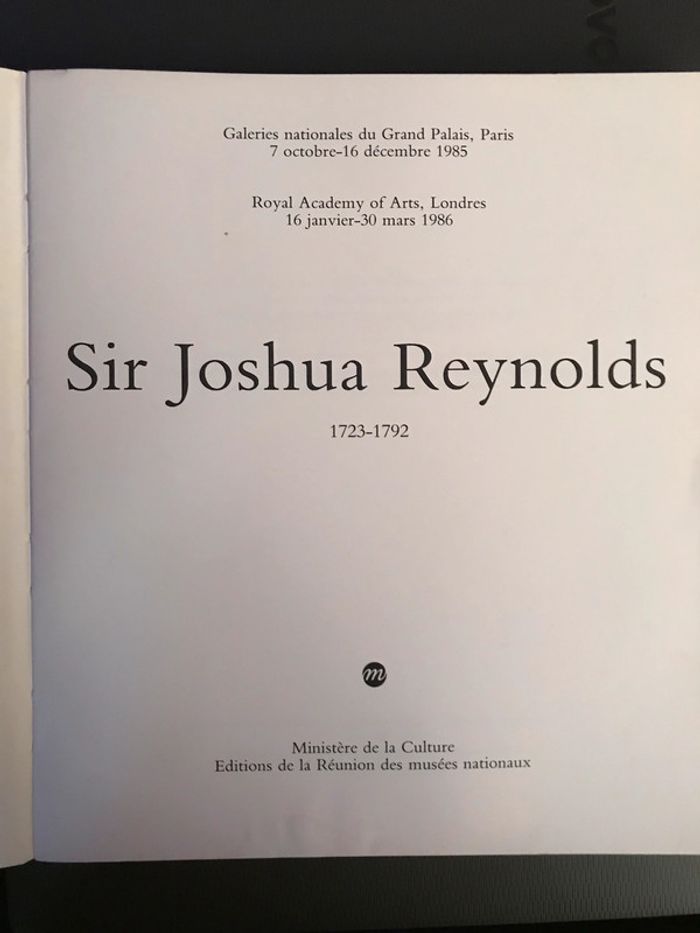 Galeries nationales du Grand Palais, Paris
7 octobre-16 décembre 1985
Royal Academy of Arts, Londres
16 janvier-30 mars 1986
Sir Joshua Reynolds
1723-1792
m
Ministère de la Culture
Editions de la Réunion des musées nationaux